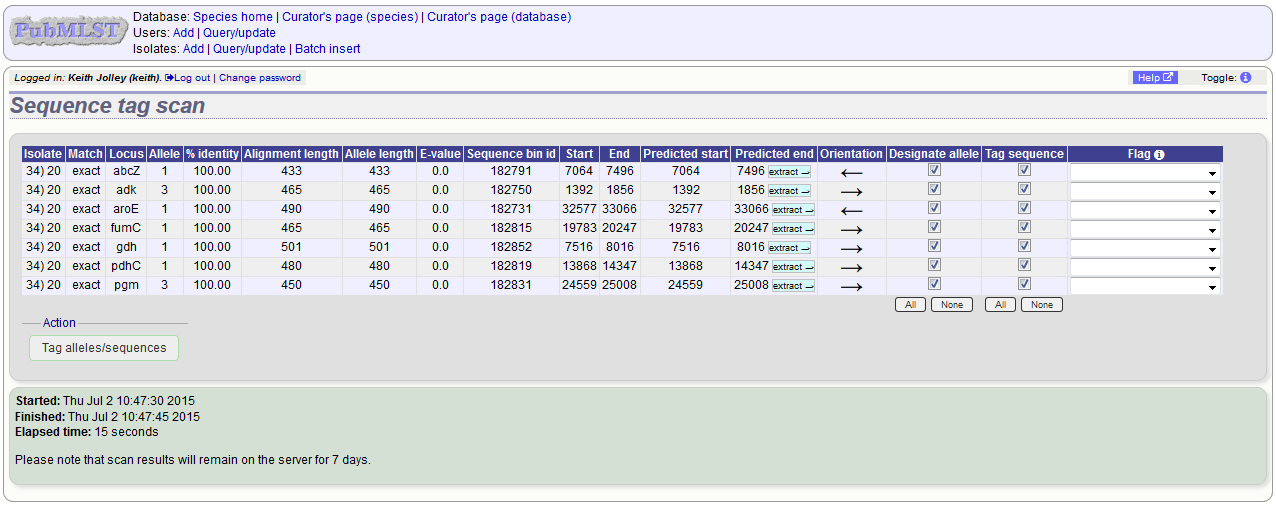 PubMLST
Database: Species home | Curator's page (species) | Curator's page (database)
Users: Add | Query/update
Isolates: Add | Query/update | Batch insert
Logged in: Keith Jolley (keith). Log out | Change password
Help
Toggle:
Sequence tag scan
Isolate Match Locus Allele % identity Alignment length Allele length E-value Sequence bin id Start End Predicted start Predicted end Orientation Designate allele Tag sequence Flag
34) 20 exact abcZ 1 100.00 433 433 0.0 182791 7064 7496 7064 7496 extract → ←
34) 20 exact adk 3 100.00 465 465 0.0 182750 1392 1856 1392 1856 extract → →
34) 20 exact aroE 1 100.00 490 490 0.0 182731 32577 33066 32577 33066 extract → ←
34) 20 exact fumC 1 100.00 465 465 0.0 182815 19783 20247 19783 20247 extract → →
34) 20 exact gdh 1 100.00 501 501 0.0 182852 7516 8016 7516 8016 extract → →
34) 20 exact pdhC 1 100.00 480 480 0.0 182819 13868 14347 13868 14347 extract → →
34) 20 exact pgm 3 100.00 450 450 0.0 182831 24559 25008 24559 25008 extract → →
All None All None
Action
Tag alleles/sequences
Started: Thu Jul 2 10:47:30 2015
Finished: Thu Jul 2 10:47:45 2015
Elapsed time: 15 seconds
Please note that scan results will remain on the server for 7 days.